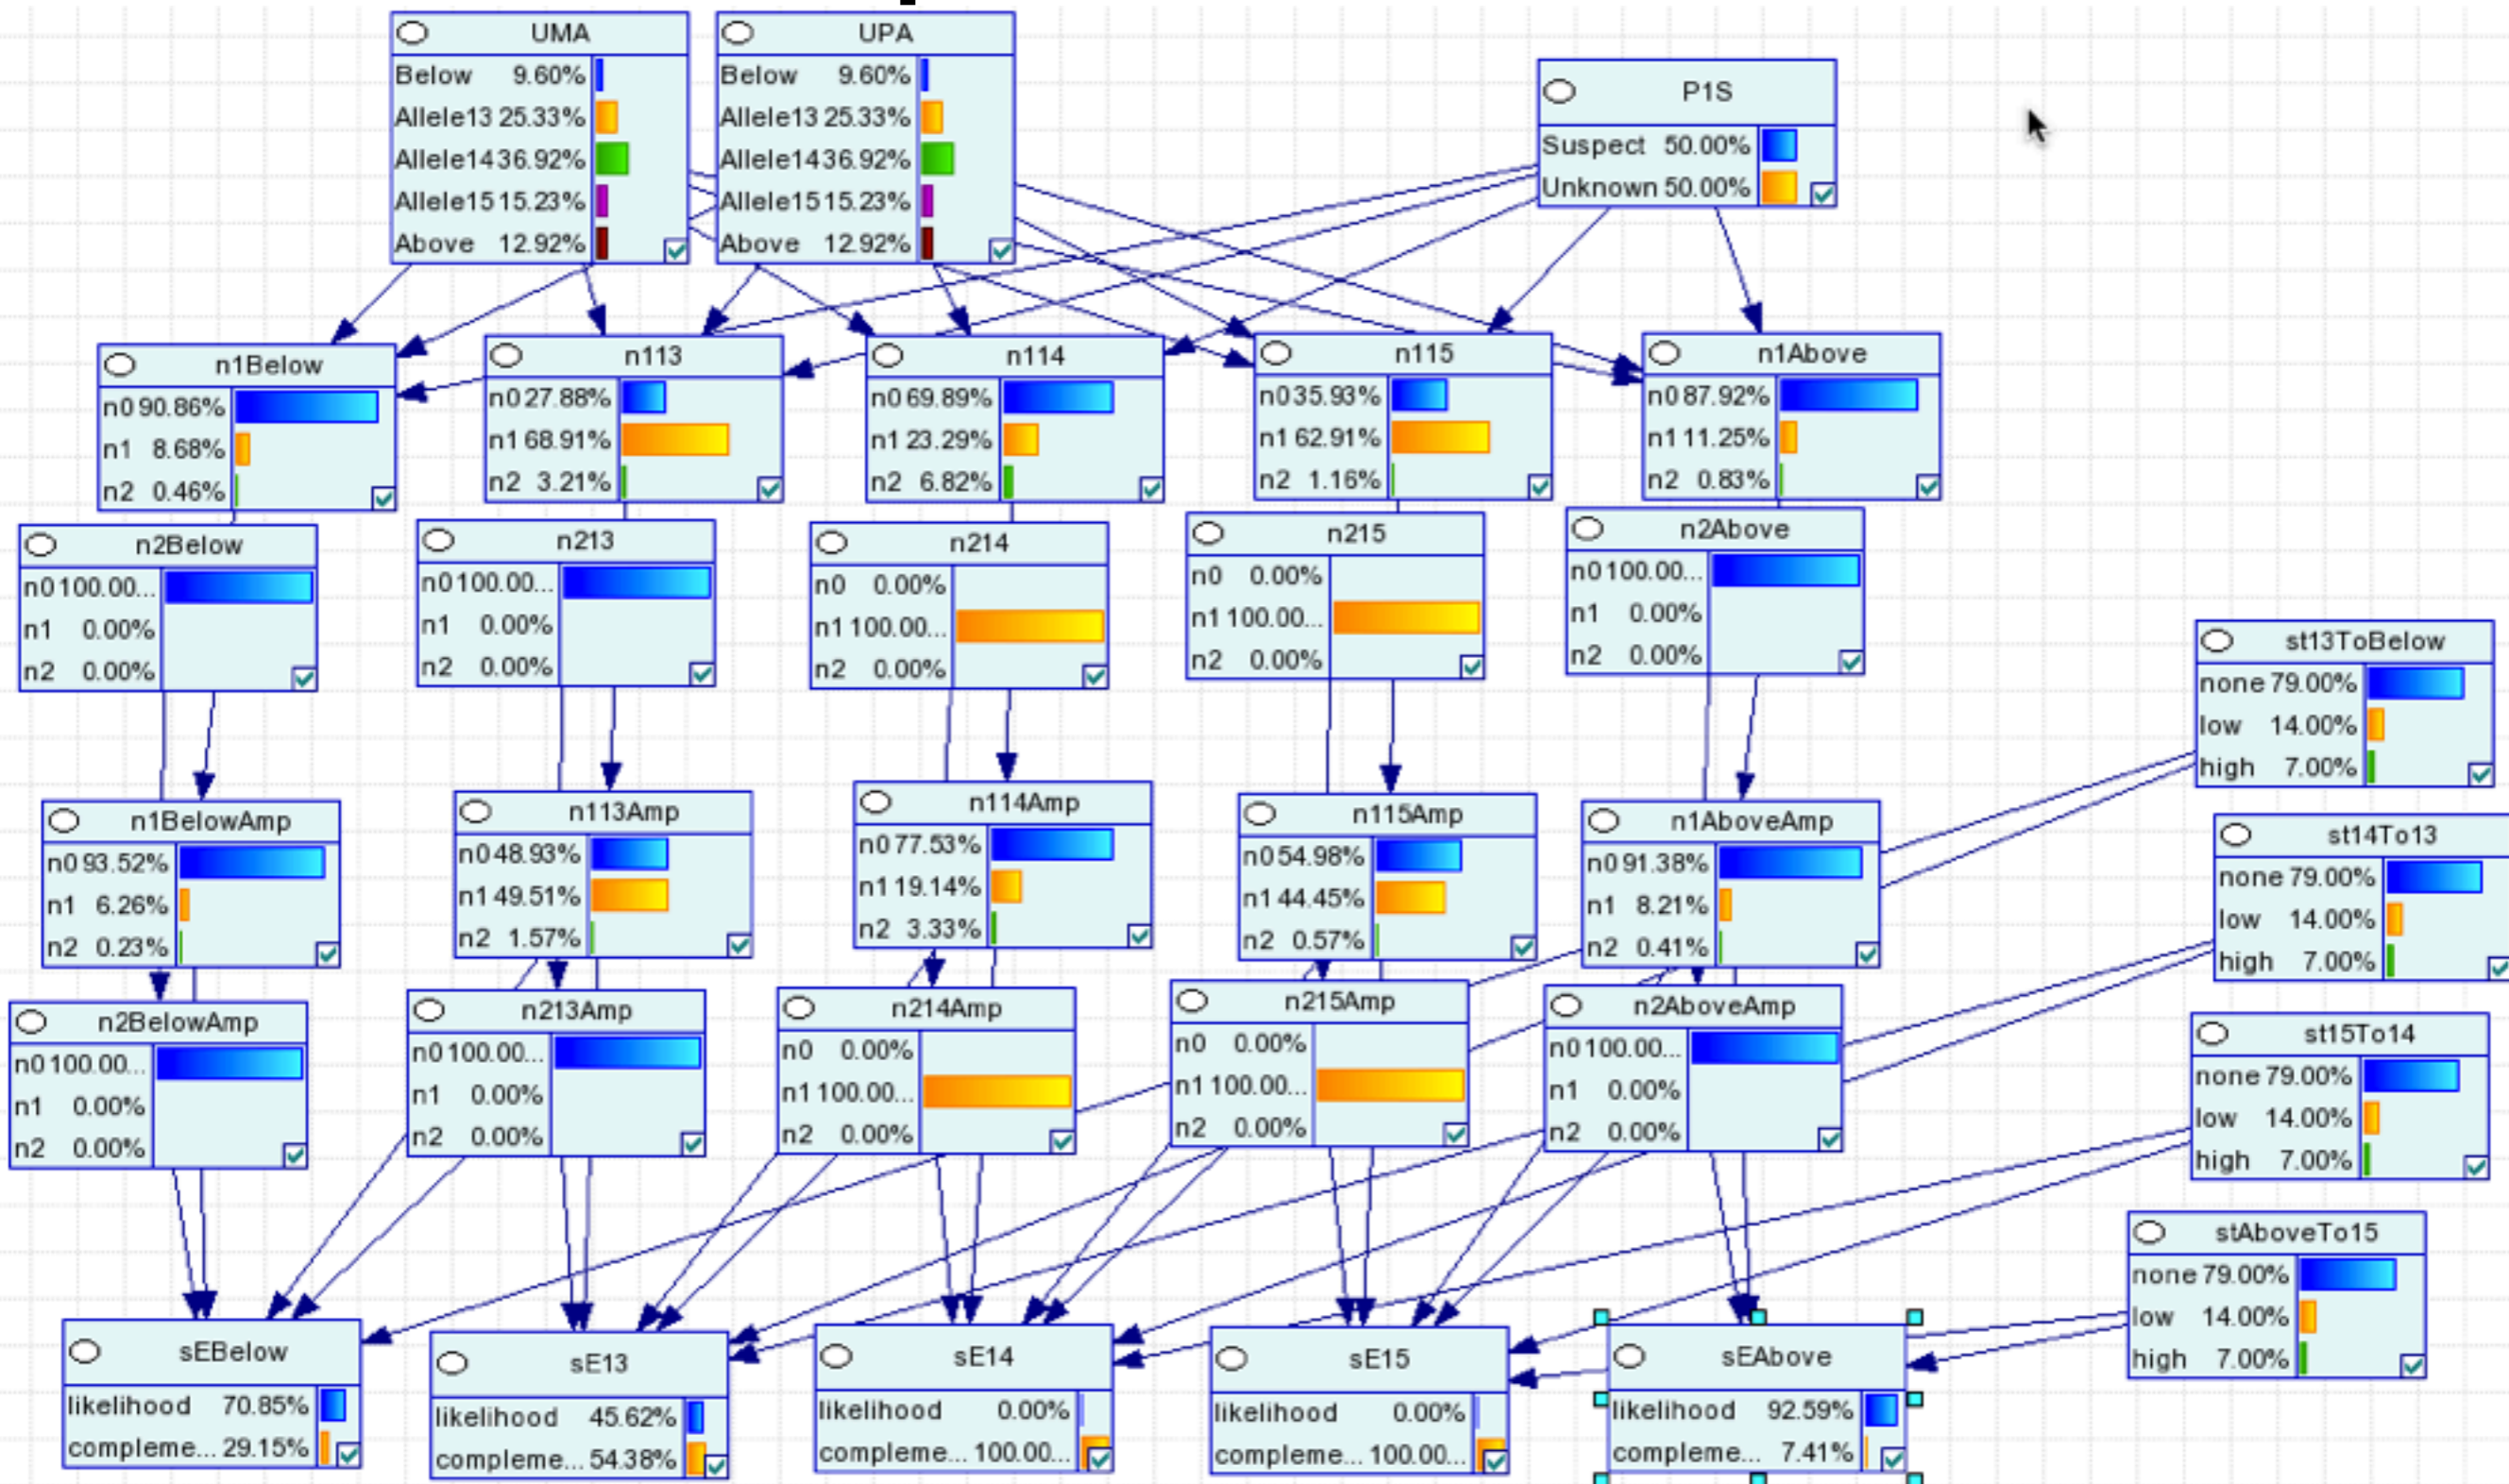 UMA
Below 9.60%
Allele13 25.33%
Allele14 36.92%
Allele15 15.23%
Above 12.92%
UPA
Below 9.60%
Allele13 25.33%
Allele14 36.92%
Allele15 15.23%
Above 12.92%
P1S
Suspect 50.00%
Unknown 50.00%
n1Below
n0 90.86%
n1 8.68%
n2 0.46%
n113
n0 27.88%
n1 68.91%
n2 3.21%
n114
n0 69.89%
n1 23.29%
n2 6.82%
n115
n0 35.93%
n1 62.91%
n2 1.16%
n1Above
n0 87.92%
n1 11.25%
n2 0.83%
n2Below
n0 100.00...
n1 0.00%
n2 0.00%
n213
n0 100.00...
n1 0.00%
n2 0.00%
n214
n0 0.00%
n1 100.00...
n2 0.00%
n215
n0 0.00%
n1 100.00...
n2 0.00%
n2Above
n0 100.00...
n1 0.00%
n2 0.00%
st13ToBelow
none 79.00%
low 14.00%
high 7.00%
n1BelowAmp
n0 93.52%
n1 6.26%
n2 0.23%
n113Amp
n0 48.93%
n1 49.51%
n2 1.57%
n114Amp
n0 77.53%
n1 19.14%
n2 3.33%
n115Amp
n0 54.98%
n1 44.45%
n2 0.57%
n1AboveAmp
n0 91.38%
n1 8.21%
n2 0.41%
st14To13
none 79.00%
low 14.00%
high 7.00%
n2BelowAmp
n0 100.00...
n1 0.00%
n2 0.00%
n213Amp
n0 100.00...
n1 0.00%
n2 0.00%
n214Amp
n0 0.00%
n1 100.00...
n2 0.00%
n215Amp
n0 0.00%
n1 100.00...
n2 0.00%
n2AboveAmp
n0 100.00...
n1 0.00%
n2 0.00%
st15To14
none 79.00%
low 14.00%
high 7.00%
stAboveTo15
none 79.00%
low 14.00%
high 7.00%
sEBelow
likelihood 70.85%
compleme... 29.15%
sE13
likelihood 45.62%
compleme... 54.38%
sE14
likelihood 0.00%
compleme... 100.00...
sE15
likelihood 0.00%
compleme... 100.00...
sEAbove
likelihood 92.59%
compleme... 7.41%